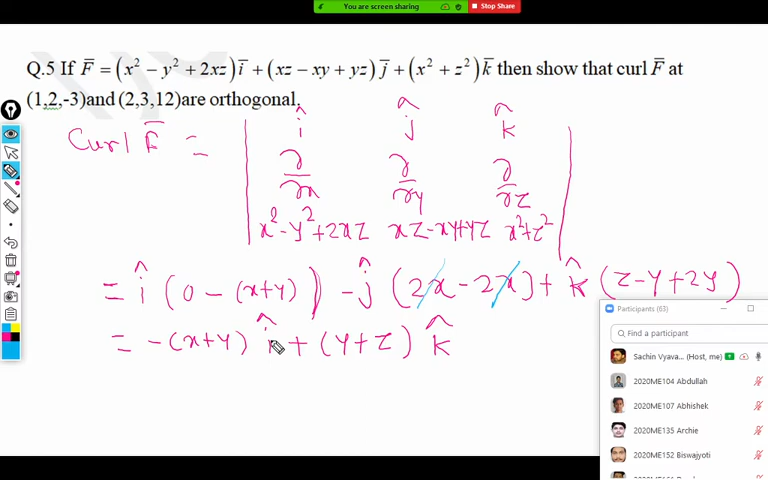 You are screen sharing Stop Share
Q.5 If F̅ = (x² − y² + 2xz) i̅ + (xz − xy + yz) j̅ + (x² + z²) k̅ then show that curl F̅ at
(1,2,-3)and (2,3,12)are orthogonal.
Curl F̅ = | î ĵ k̂ |
∂/∂x ∂/∂y ∂/∂z
x²-y²+2xz xz-xy+yz x²+z²
= î (0 - (x+y)) - ĵ (2x - 2x) + k̂ (z-y+2y)
= -(x+y) î + (y+z) k̂
Participants (63)
Find a participant
Sachin Vyava... (Host, me)
2020ME104 Abdullah
2020ME107 Abhishek
2020ME135 Archie
2020ME152 Biswajyoti